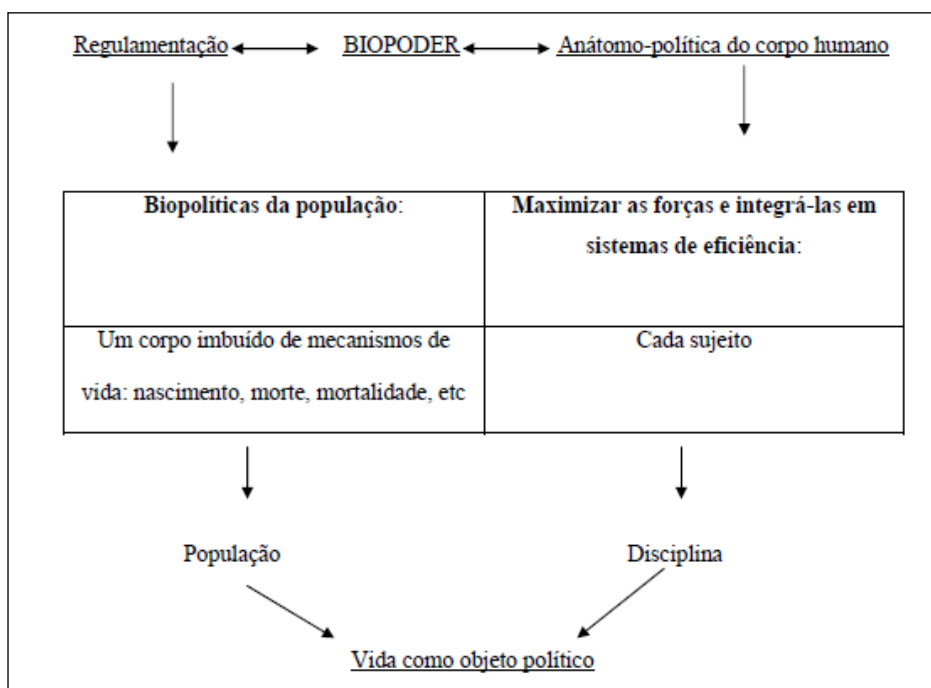 Regulamentação BIOPODER Anátomo-política do corpo humano
Biopolíticas da população:
Maximizar as forças e integrá-las em
sistemas de eficiência:
Um corpo imbuído de mecanismos de
vida: nascimento, morte, mortalidade, etc
Cada sujeito
População
Disciplina
Vida como objeto político